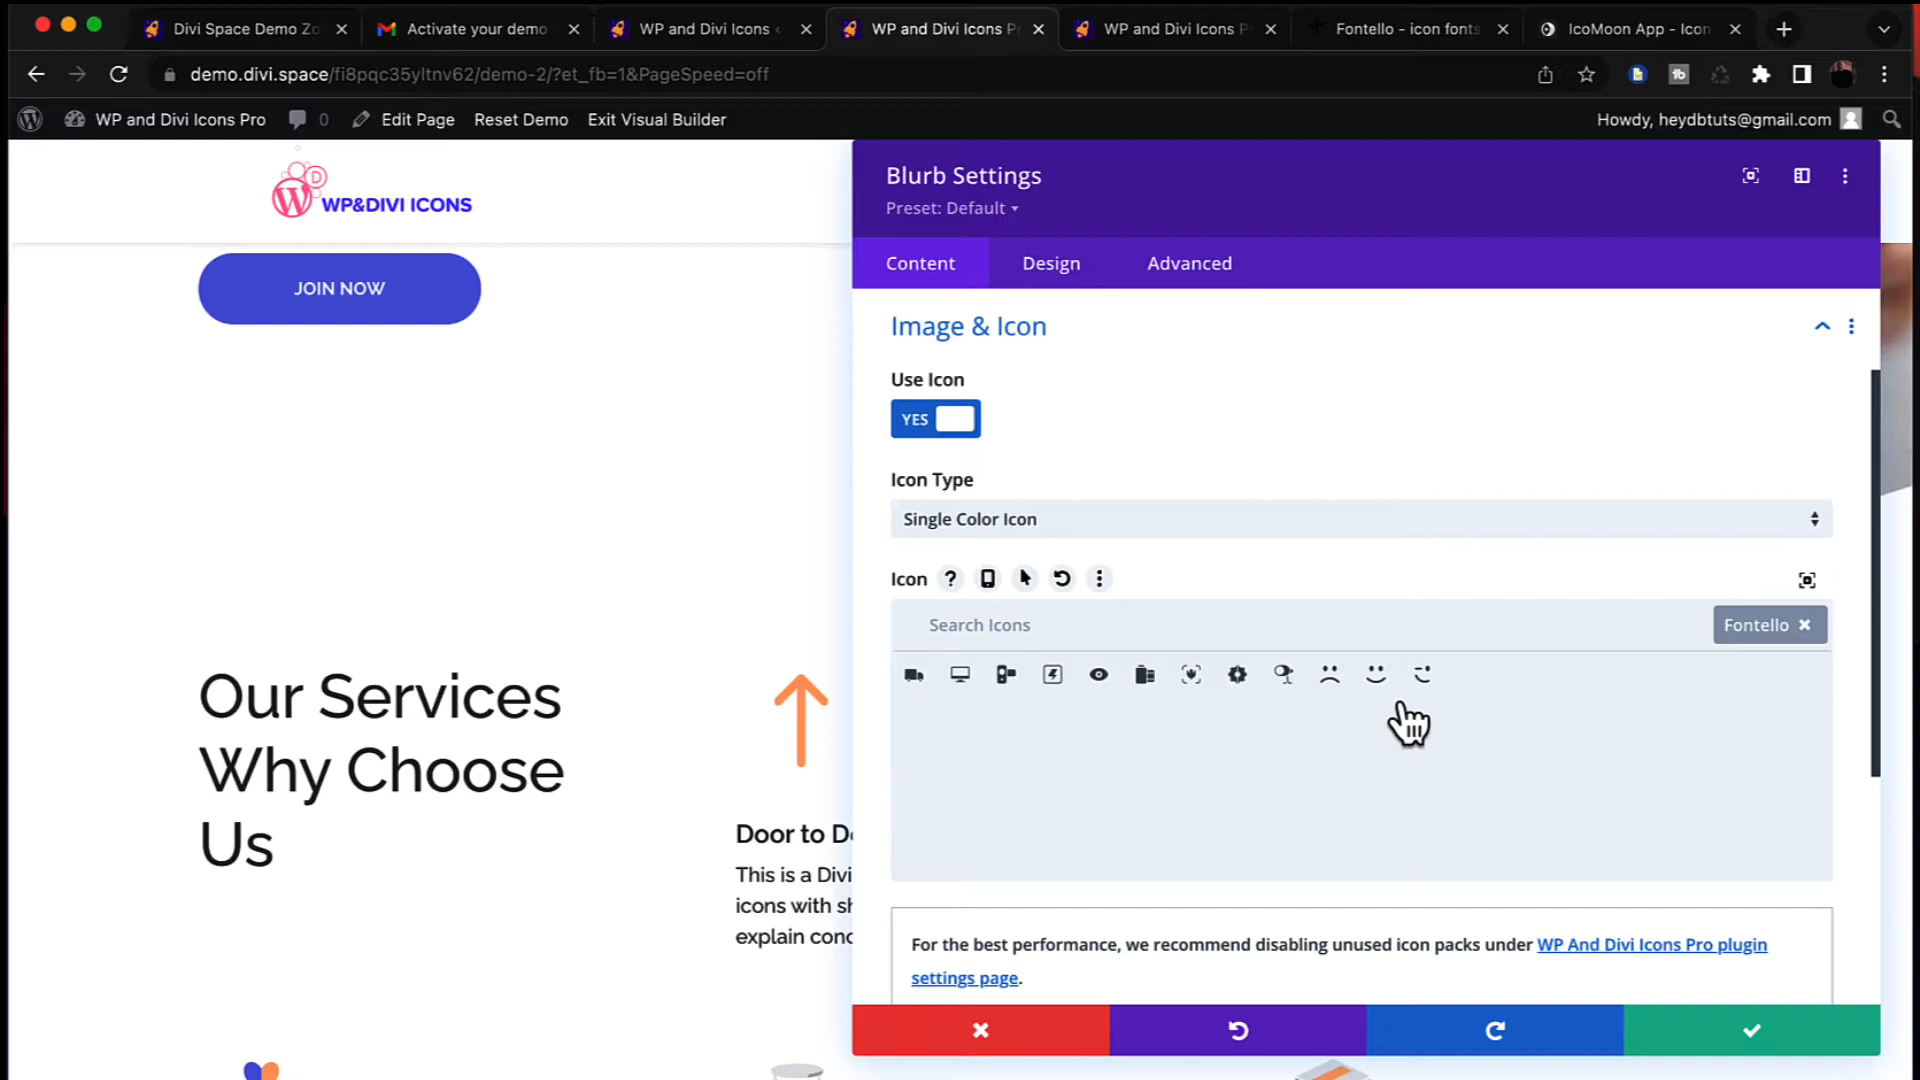 Divi Space Demo Zo
Activate your demo
WP and Divi Icons
WP and Divi Icons P
WP and Divi Icons P
Fontello - icon fonts
IcoMoon App - Icon
demo.divi.space/fi8pqc35yltnv62/demo-2/?et_fb=1&PageSpeed=off
WP and Divi Icons Pro 0 Edit Page Reset Demo Exit Visual Builder Howdy, heydbtuts@gmail.com
WP&DIVI ICONS
JOIN NOW
Our Services
Why Choose
Us
Door to D
This is a Divi
icons with sh
explain conc
Blurb Settings
Preset: Default
Content Design Advanced
Image & Icon
Use Icon
YES
Icon Type
Single Color Icon
Icon ?
Search Icons
Fontello ×
For the best performance, we recommend disabling unused icon packs under WP And Divi Icons Pro plugin
settings page.